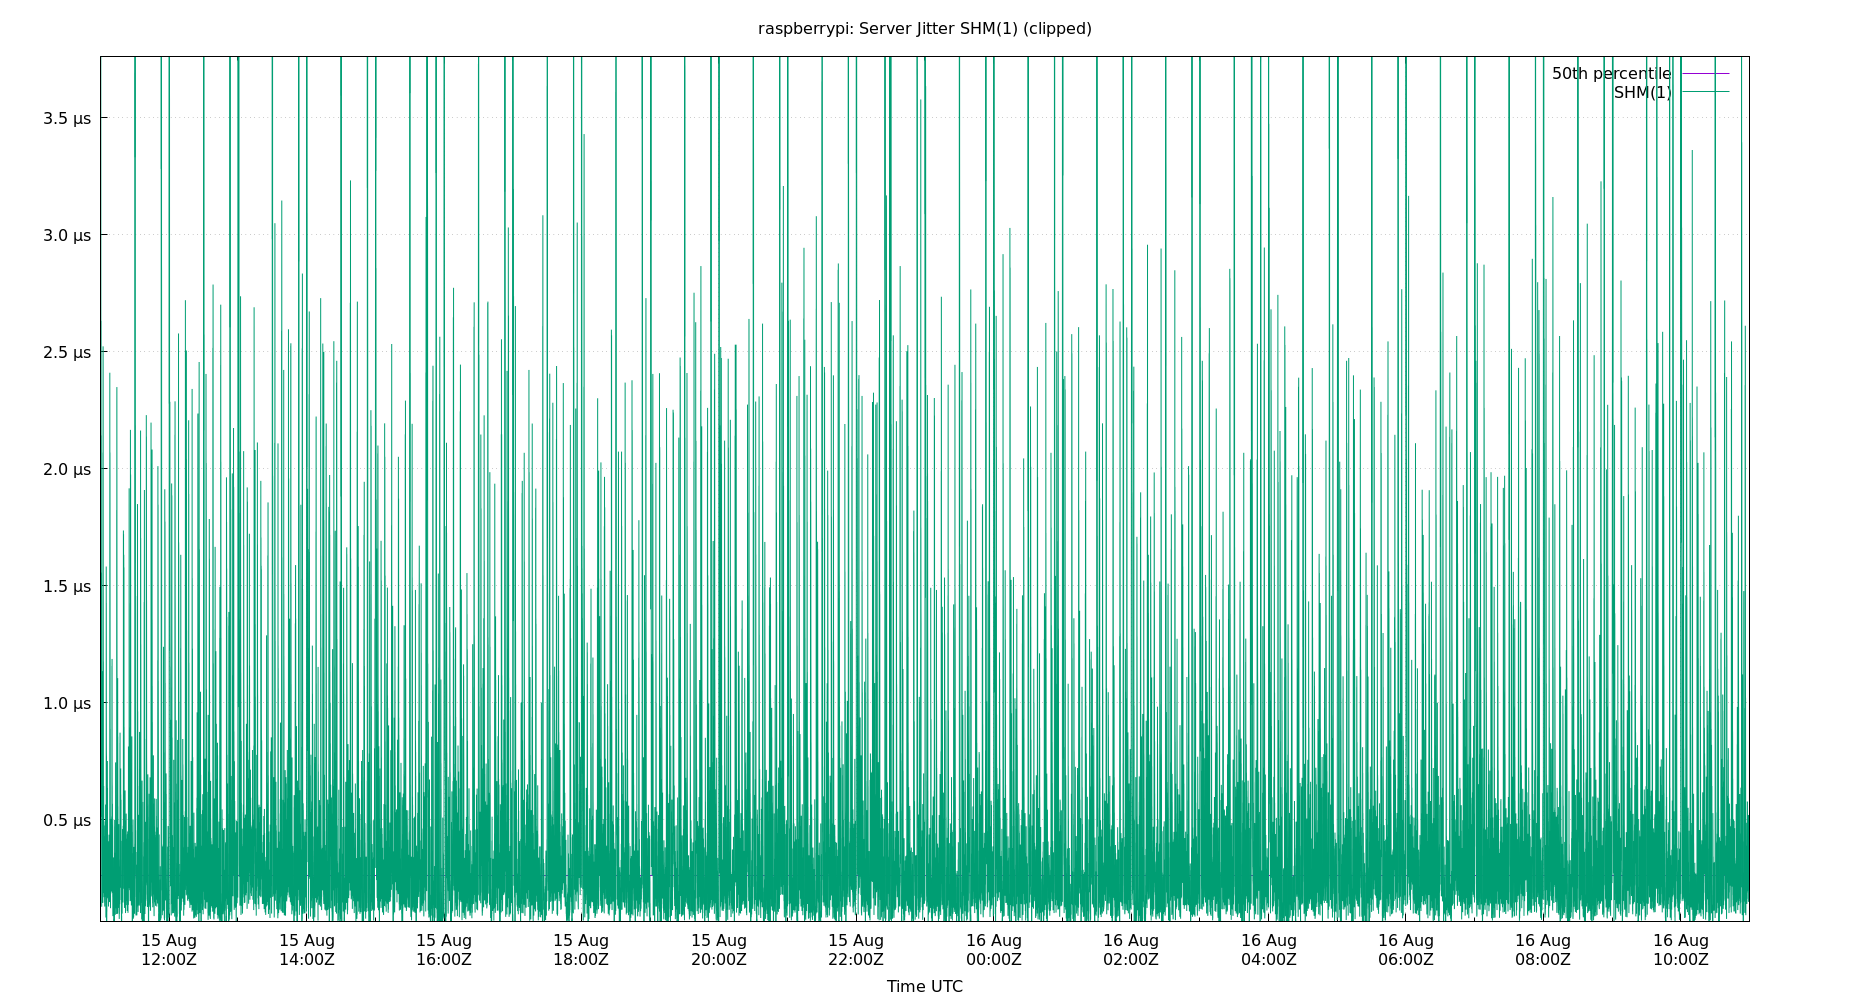 raspberrypi: Server Jitter SHM(1) (clipped)
50th percentile
SHM(1)
3.5 μs
3.0 μs
2.5 μs
2.0 μs
1.5 μs
1.0 μs
0.5 μs
15 Aug 15 Aug 15 Aug 15 Aug 15 Aug 15 Aug 16 Aug 16 Aug 16 Aug 16 Aug 16 Aug 16 Aug
12:00Z 14:00Z 16:00Z 18:00Z 20:00Z 22:00Z 00:00Z 02:00Z 04:00Z 06:00Z 08:00Z 10:00Z
Time UTC